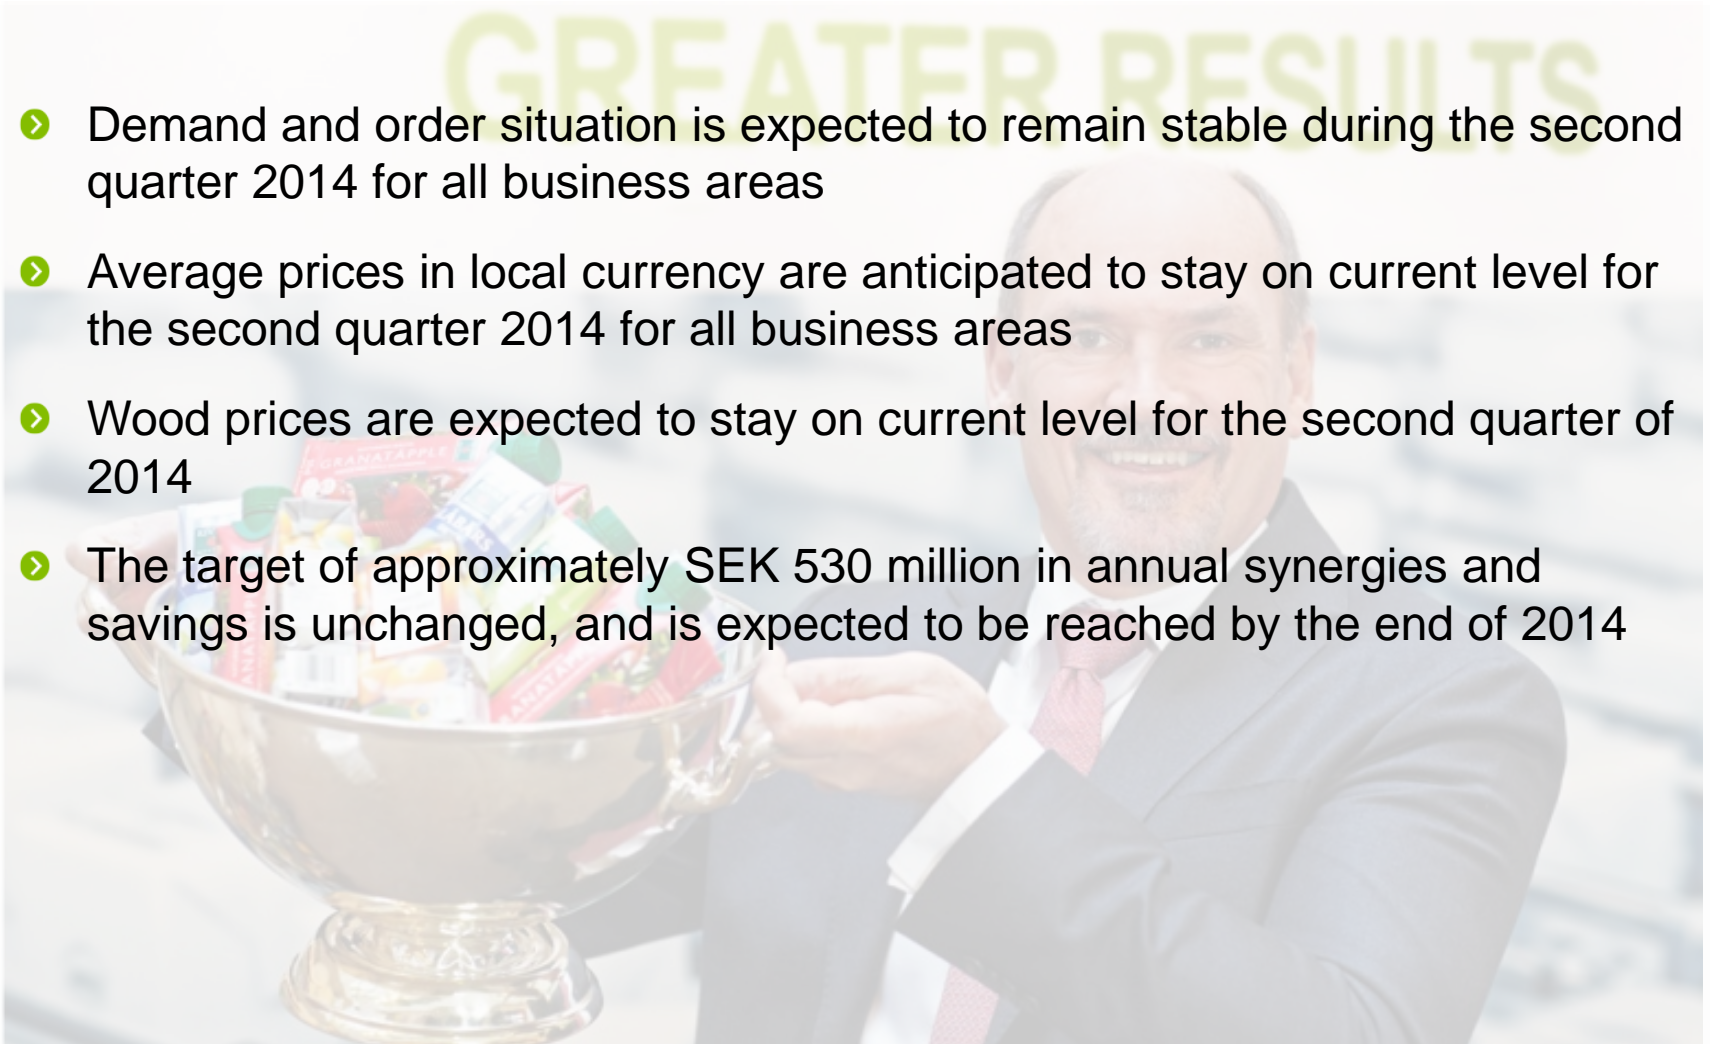 GREATER RESULTS
Demand and order situation is expected to remain stable during the second
quarter 2014 for all business areas
Average prices in local currency are anticipated to stay on current level for
the second quarter 2014 for all business areas
Wood prices are expected to stay on current level for the second quarter of
2014
GRANATAPPLE
The target of approximately SEK 530 million in annual synergies and
savings is unchanged, and is expected to be reached by the end of 2014